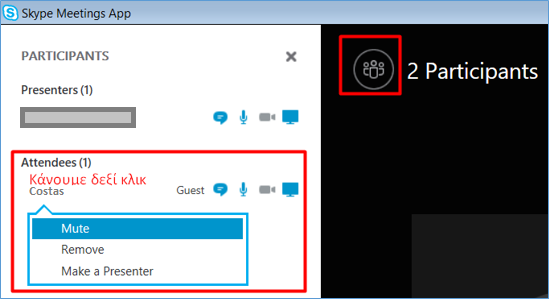 Skype Meetings App
PARTICIPANTS
2 Participants
Presenters (1)
Attendees (1)
Κάνουμε δεξί κλικ
Costas Guest
Mute
Remove
Make a Presenter